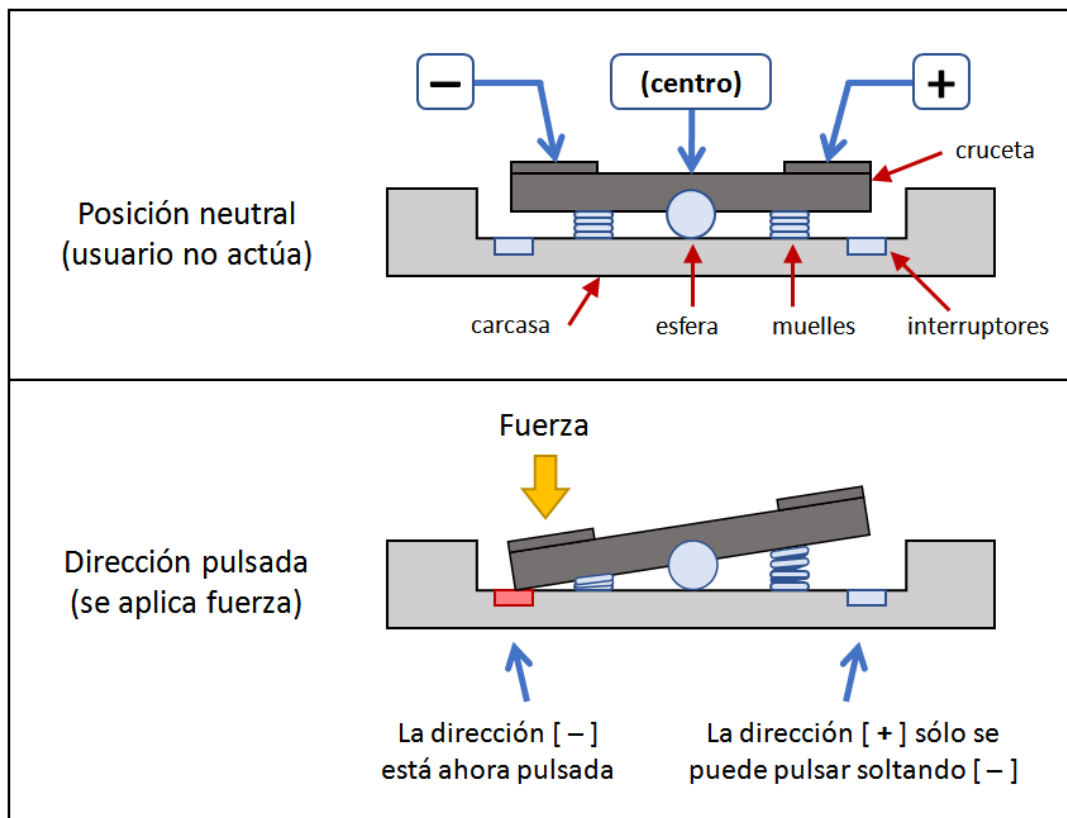 –
(centro)
+
cruceta
Posición neutral
(usuario no actúa)
carcasa
esfera
muelles
interruptores
Fuerza
Dirección pulsada
(se aplica fuerza)
La dirección [ – ]
está ahora pulsada
La dirección [ + ] sólo se
puede pulsar soltando [ – ]